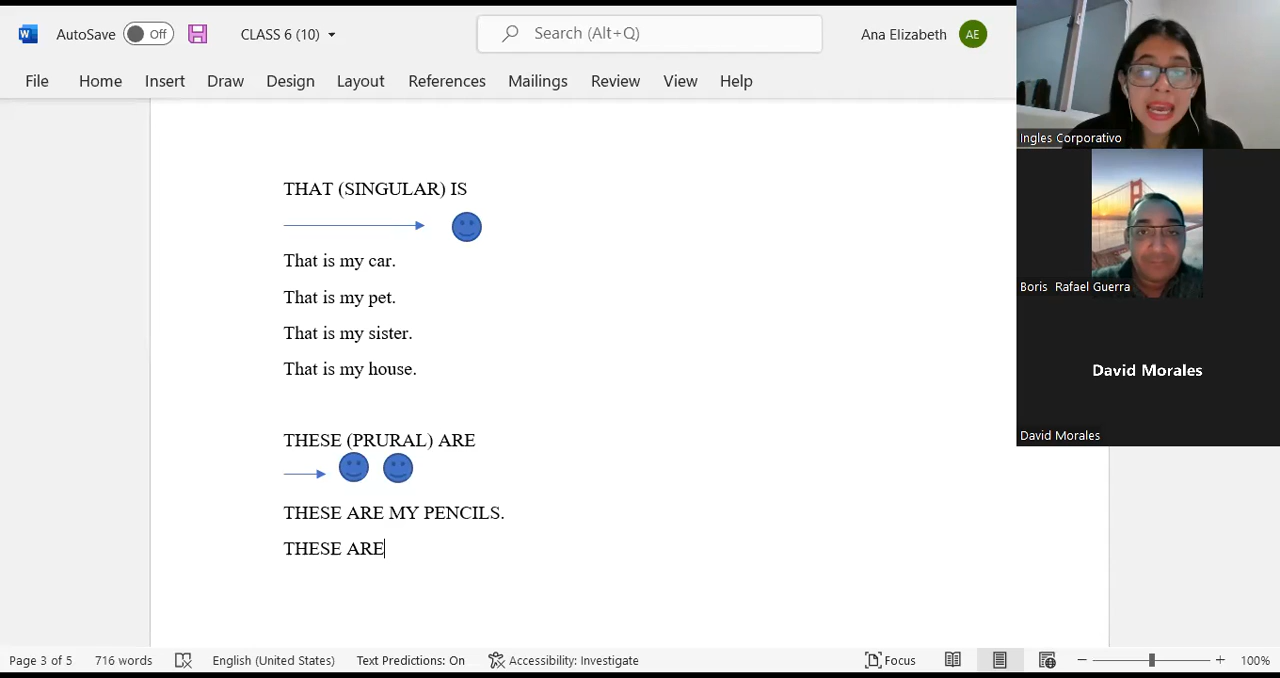 AutoSave Off CLASS 6 (10) Search (Alt+Q) Ana Elizabeth AE
File Home Insert Draw Design Layout References Mailings Review View Help
THAT (SINGULAR) IS
That is my car.
That is my pet.
That is my sister.
That is my house.
THESE (PRURAL) ARE
THESE ARE MY PENCILS.
THESE ARE
Ingles Corporativo
Boris Rafael Guerra
David Morales
David Morales
Page 3 of 5 716 words English (United States) Text Predictions: On Accessibility: Investigate Focus 100%